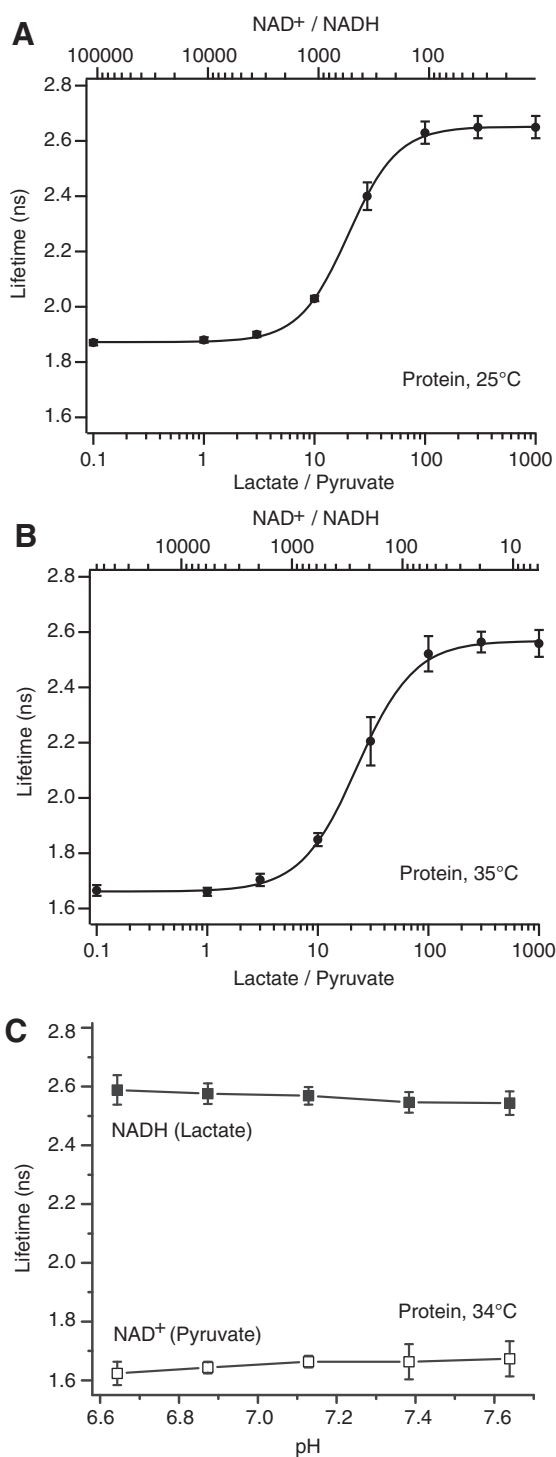 A
NAD+ / NADH
100000 10000 1000 100
2.8
2.6
2.4
2.2
2.0
1.8
1.6
Lifetime (ns)
Protein, 25°C
0.1 1 10 100 1000
Lactate / Pyruvate
B
NAD+ / NADH
10000 1000 100 10
2.8
2.6
2.4
2.2
2.0
1.8
1.6
Lifetime (ns)
Protein, 35°C
0.1 1 10 100 1000
Lactate / Pyruvate
C
2.8
2.6
2.4
2.2
2.0
1.8
1.6
Lifetime (ns)
NADH (Lactate)
Protein, 34°C
NAD+ (Pyruvate)
6.6 6.8 7.0 7.2 7.4 7.6
pH